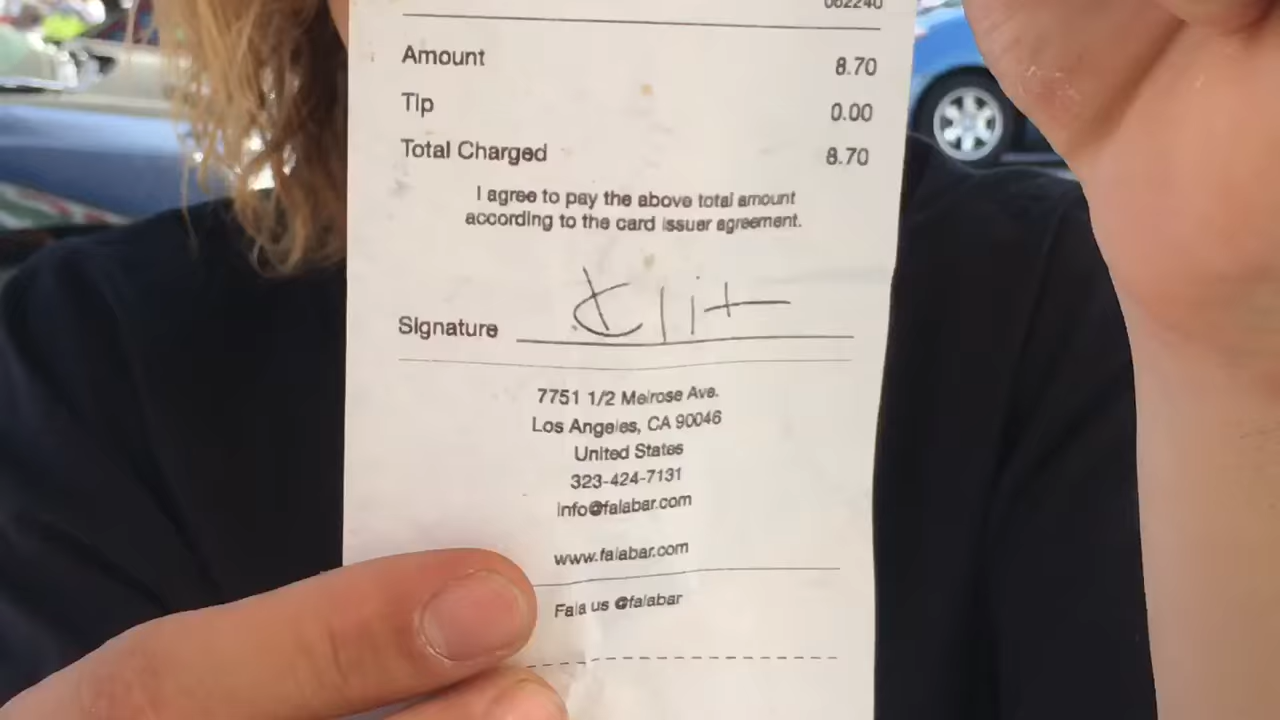 062240
Amount 8.70
Tip 0.00
Total Charged 8.70
I agree to pay the above total amount
according to the card issuer agreement.
Signature
7751 1/2 Melrose Ave.
Los Angeles, CA 90046
United States
323-424-7131
info@falabar.com
www.falabar.com
Fala us @falabar